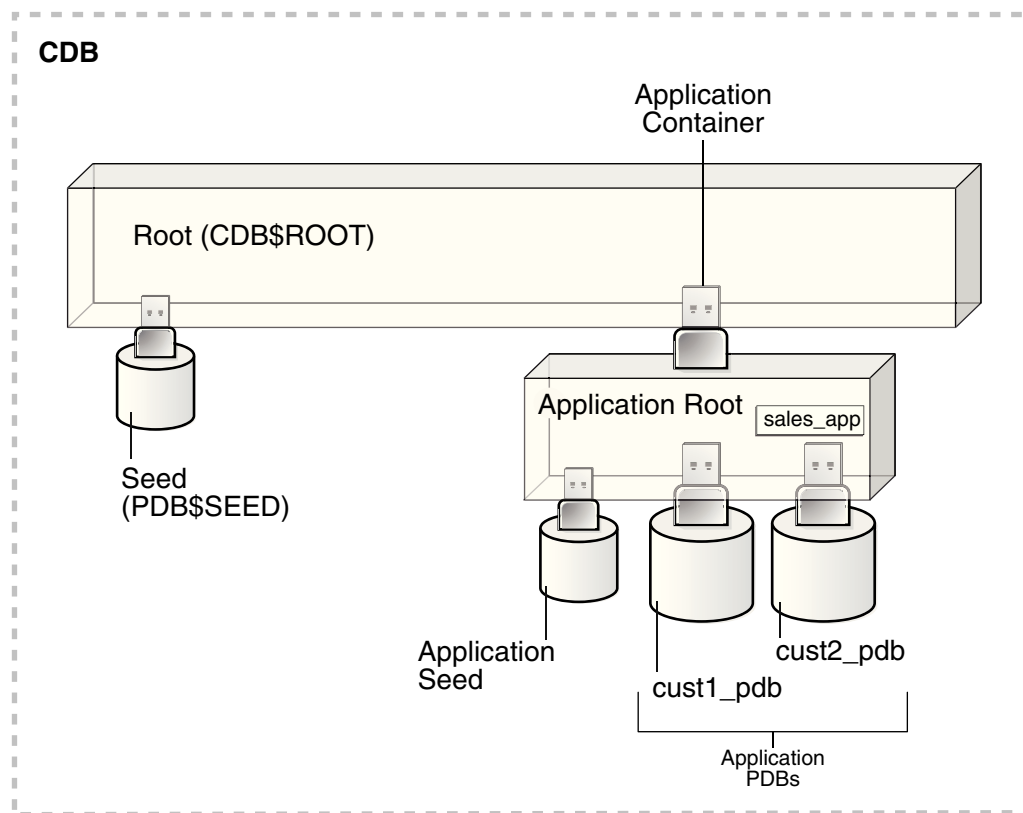 CDB
Application
Container
Root (CDB$ROOT)
Application Root
sales_app
Seed
(PDB$SEED)
Application
Seed
cust1_pdb
cust2_pdb
Application
PDBs